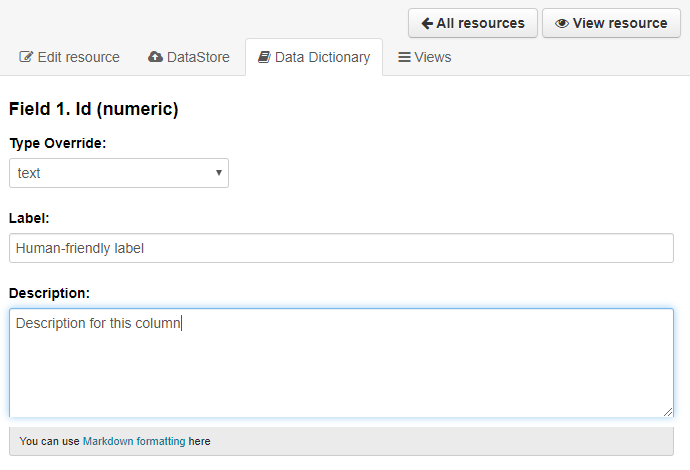 All resources View resource
Edit resource DataStore Data Dictionary Views
Field 1. Id (numeric)
Type Override:
text
Label:
Human-friendly label
Description:
Description for this column
You can use Markdown formatting here